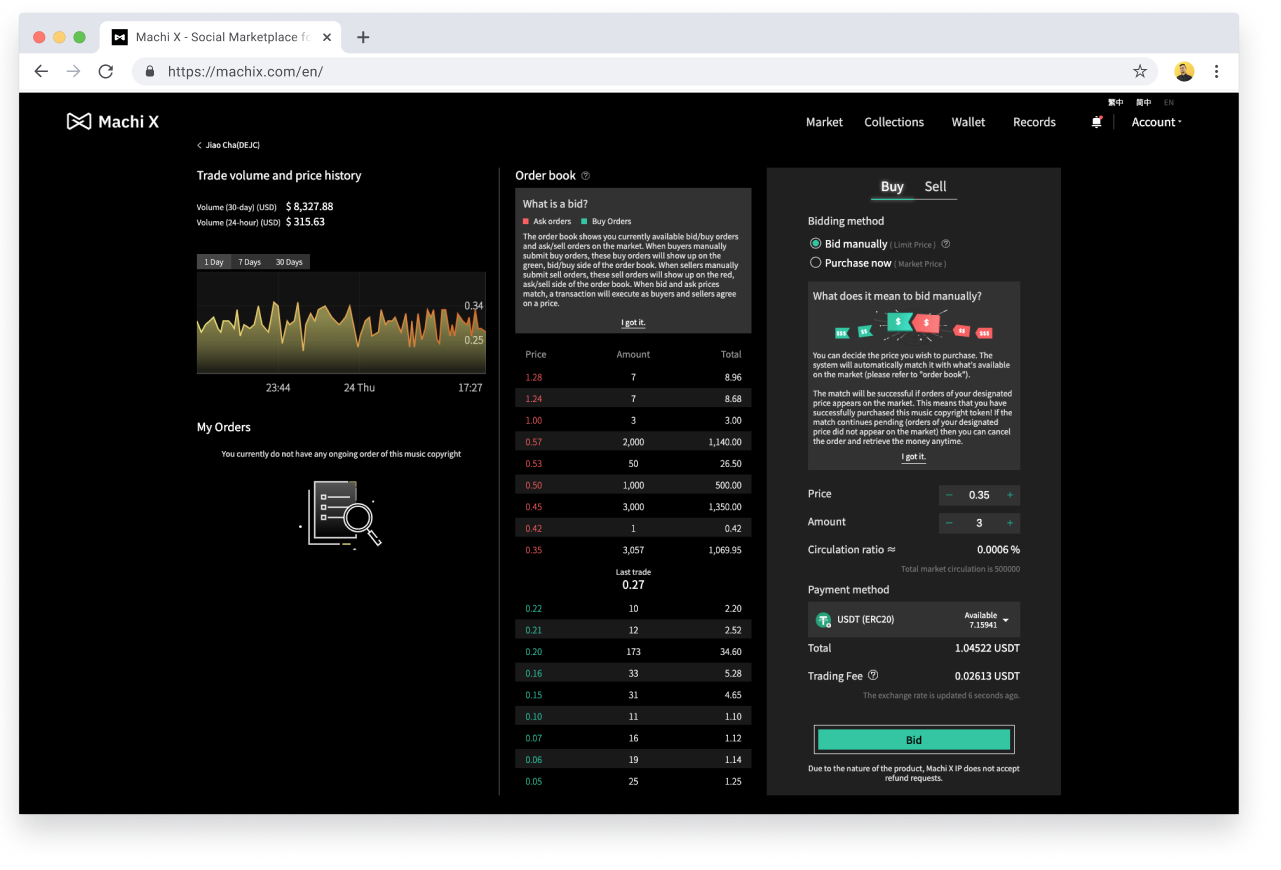 Machi X - Social Marketplace fo
https://machix.com/en/
繁中 简中 EN
Machi X
Market Collections Wallet Records Account
Jiao Cha(DEJC)
Trade volume and price history
Volume (30-day) (USD) $ 8,327.88
Volume (24-hour) (USD) $ 315.63
1 Day 7 Days 30 Days
0.34
0.25
23:44 24 Thu 17:27
My Orders
You currently do not have any ongoing order of this music copyright
Order book ?
What is a bid?
Ask orders Buy Orders
The order book shows you currently available bid/buy orders
and ask/sell orders on the market. When buyers manually
submit buy orders, these buy orders will show up on the
green, bid/buy side of the order book. When sellers manually
submit sell orders, these sell orders will show up on the red,
ask/sell side of the order book. When bid and ask prices
match, a transaction will execute as buyers and sellers agree
on a price.
I got it.
Price Amount Total
1.28 7 8.96
1.24 7 8.68
1.00 3 3.00
0.57 2,000 1,140.00
0.53 50 26.50
0.50 1,000 500.00
0.45 3,000 1,350.00
0.42 1 0.42
0.35 3,057 1,069.95
Last trade
0.27
0.22 10 2.20
0.21 12 2.52
0.20 173 34.60
0.16 33 5.28
0.15 31 4.65
0.10 11 1.10
0.07 16 1.12
0.06 19 1.14
0.05 25 1.25
Buy Sell
Bidding method
Bid manually ( Limit Price ) ?
Purchase now ( Market Price )
What does it mean to bid manually?
$$$ $$ $ $ $$ $$$
You can decide the price you wish to purchase. The
system will automatically match it with what's available
on the market (please refer to "order book").
The match will be successful if orders of your designated
price appears on the market. This means that you have
successfully purchased this music copyright token! If the
match continues pending (orders of your designated
price did not appear on the market) then you can cancel
the order and retrieve the money anytime.
I got it.
Price − 0.35 +
Amount − 3 +
Circulation ratio ≈ 0.0006 %
Total market circulation is 500000
Payment method
USDT (ERC20) Available
7.15941
Total 1.04522 USDT
Trading Fee ? 0.02613 USDT
The exchange rate is updated 6 seconds ago.
Bid
Due to the nature of the product, Machi X IP does not accept
refund requests.